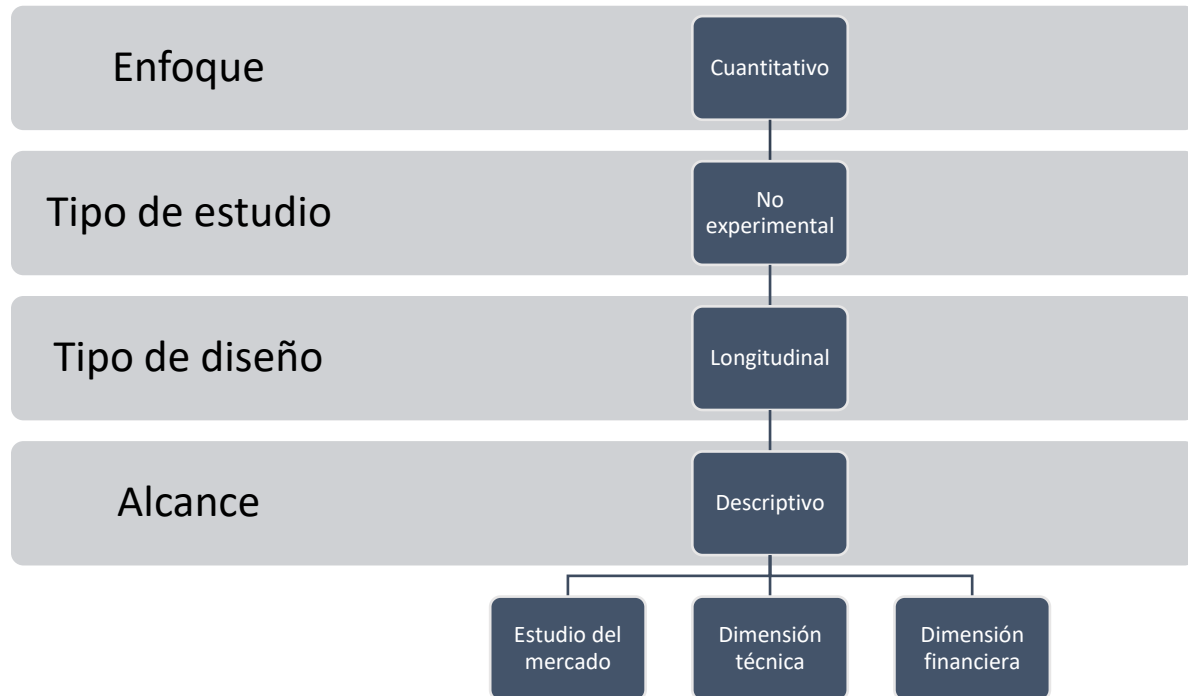 Enfoque
Cuantitativo
Tipo de estudio
No
experimental
Tipo de diseño
Longitudinal
Alcance
Descriptivo
Estudio del
mercado
Dimensión
técnica
Dimensión
financiera